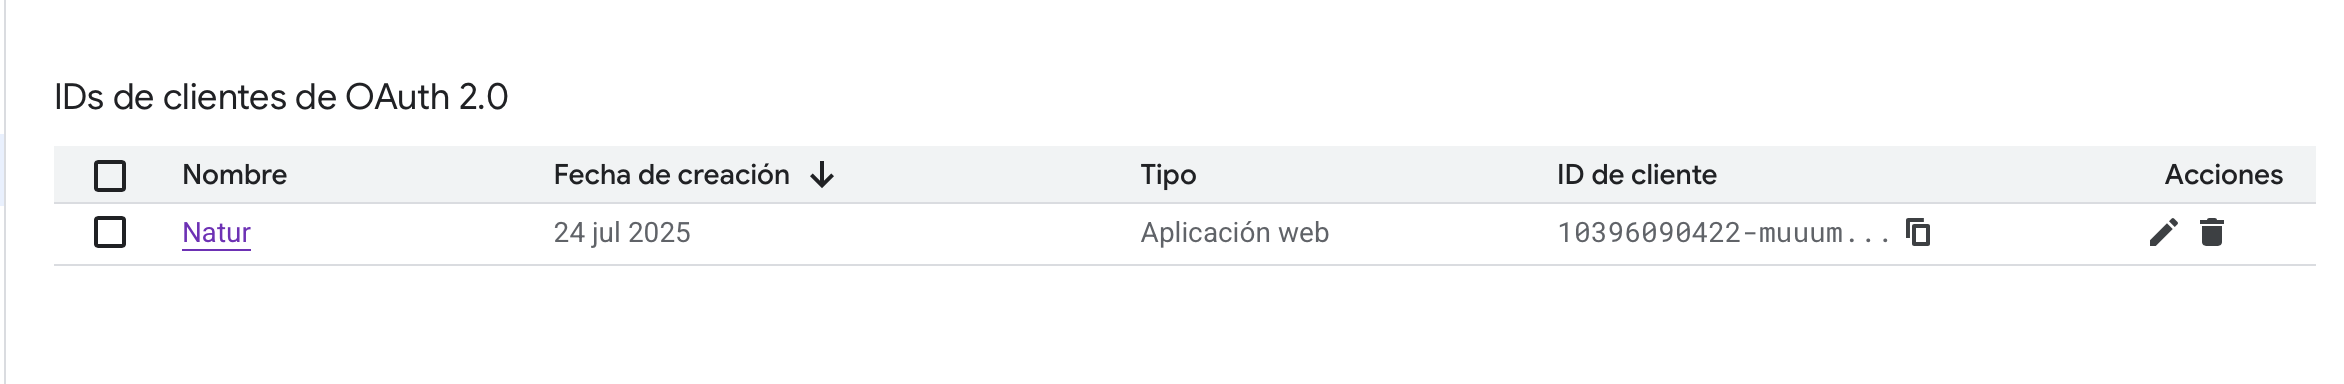 IDs de clientes de OAuth 2.0
Nombre Fecha de creación Tipo ID de cliente Acciones
Natur 24 jul 2025 Aplicación web 10396090422-muuum...